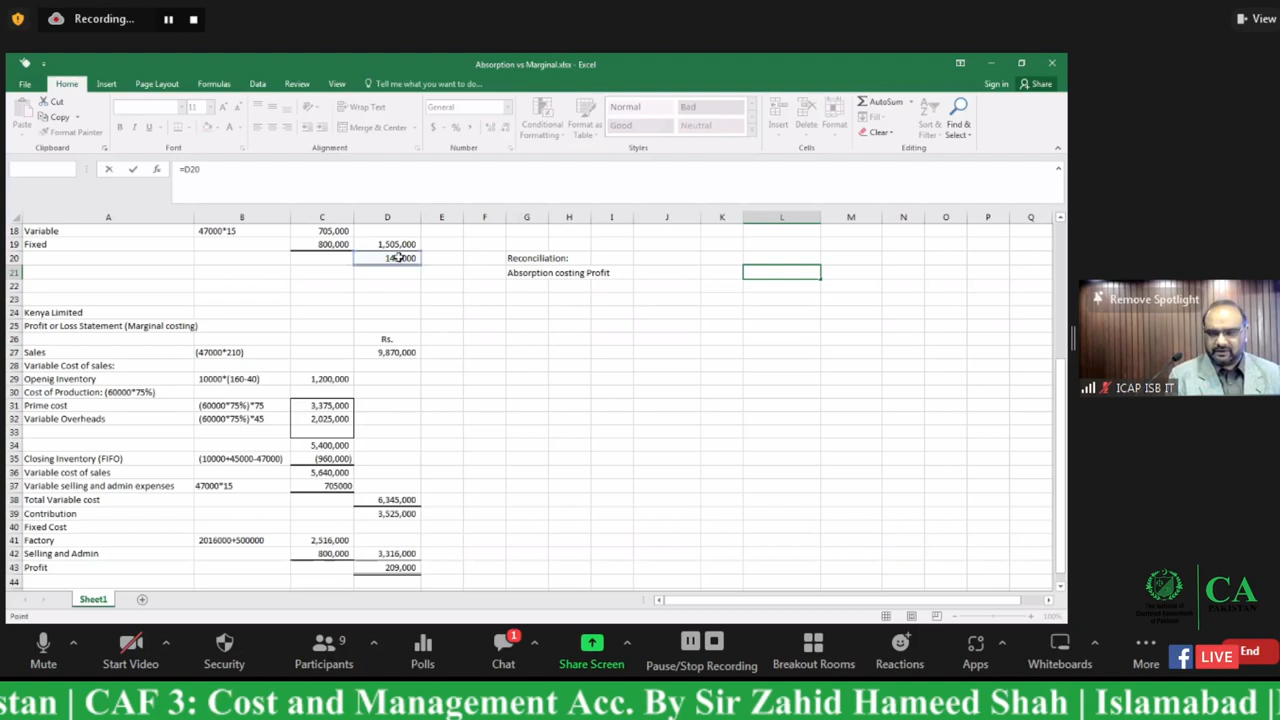 Recording...
View
Absorption vs Marginal.xlsx - Excel
File Home Insert Page Layout Formulas Data Review View Tell me what you want to do... Sign in Share
Cut
Copy
Format Painter
Paste
11
Wrap Text
Merge & Center
General
Conditional Formatting
Format as Table
Normal Bad
Good Neutral
Insert Delete Format
AutoSum
Fill
Clear
Sort & Filter
Find & Select
Clipboard Font Alignment Number Styles Cells Editing
=D20
A B C D E F G H I J K L M N O P Q
18 Variable 47000*15 705,000
19 Fixed 800,000 1,505,000
20 Reconciliation:
21 Absorption costing Profit
22
23
24 Kenya Limited
25 Profit or Loss Statement (Marginal costing)
26 Rs.
27 Sales (47000*210) 9,870,000
28 Variable Cost of sales:
29 Openig Inventory 10000*(160-40) 1,200,000
30 Cost of Production: (60000*75%)
31 Prime cost (60000*75%)*75 3,375,000
32 Variable Overheads (60000*75%)*45 2,025,000
33
34 5,400,000
35 Closing Inventory (FIFO) (10000+45000-47000) (960,000)
36 Variable cost of sales 5,640,000
37 Variable selling and admin expenses 47000*15 705000
38 Total Variable cost 6,345,000
39 Contribution 3,525,000
40 Fixed Cost
41 Factory 2016000+500000 2,516,000
42 Selling and Admin 800,000 3,316,000
43 Profit 209,000
44
Sheet1
Point 100%
Remove Spotlight
ICAP ISB IT
CA
PAKISTAN
Mute Start Video Security Participants 9 Polls Chat 1 Share Screen Pause/Stop Recording Breakout Rooms Reactions Apps Whiteboards More LIVE End
stan | CAF 3: Cost and Management Acc. By Sir Zahid Hameed Shah | Islamabad |